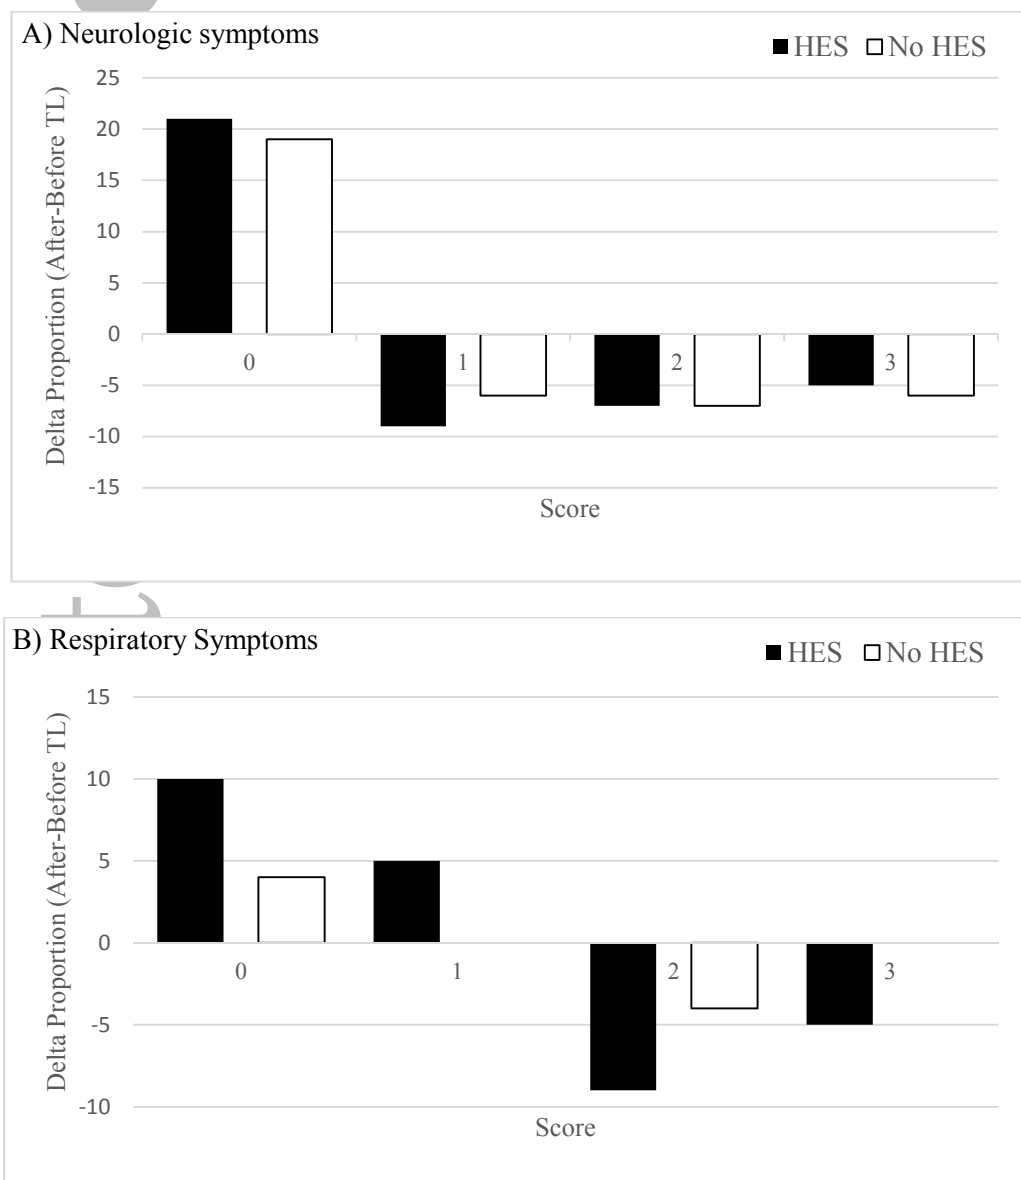 A) Neurologic symptoms
HES No HES
Delta Proportion (After-Before TL)
25
20
15
10
5
0
-5
-10
-15
0 1 2 3
Score
B) Respiratory Symptoms
HES No HES
Delta Proportion (After-Before TL)
15
10
5
0
-5
-10
0 1 2 3
Score